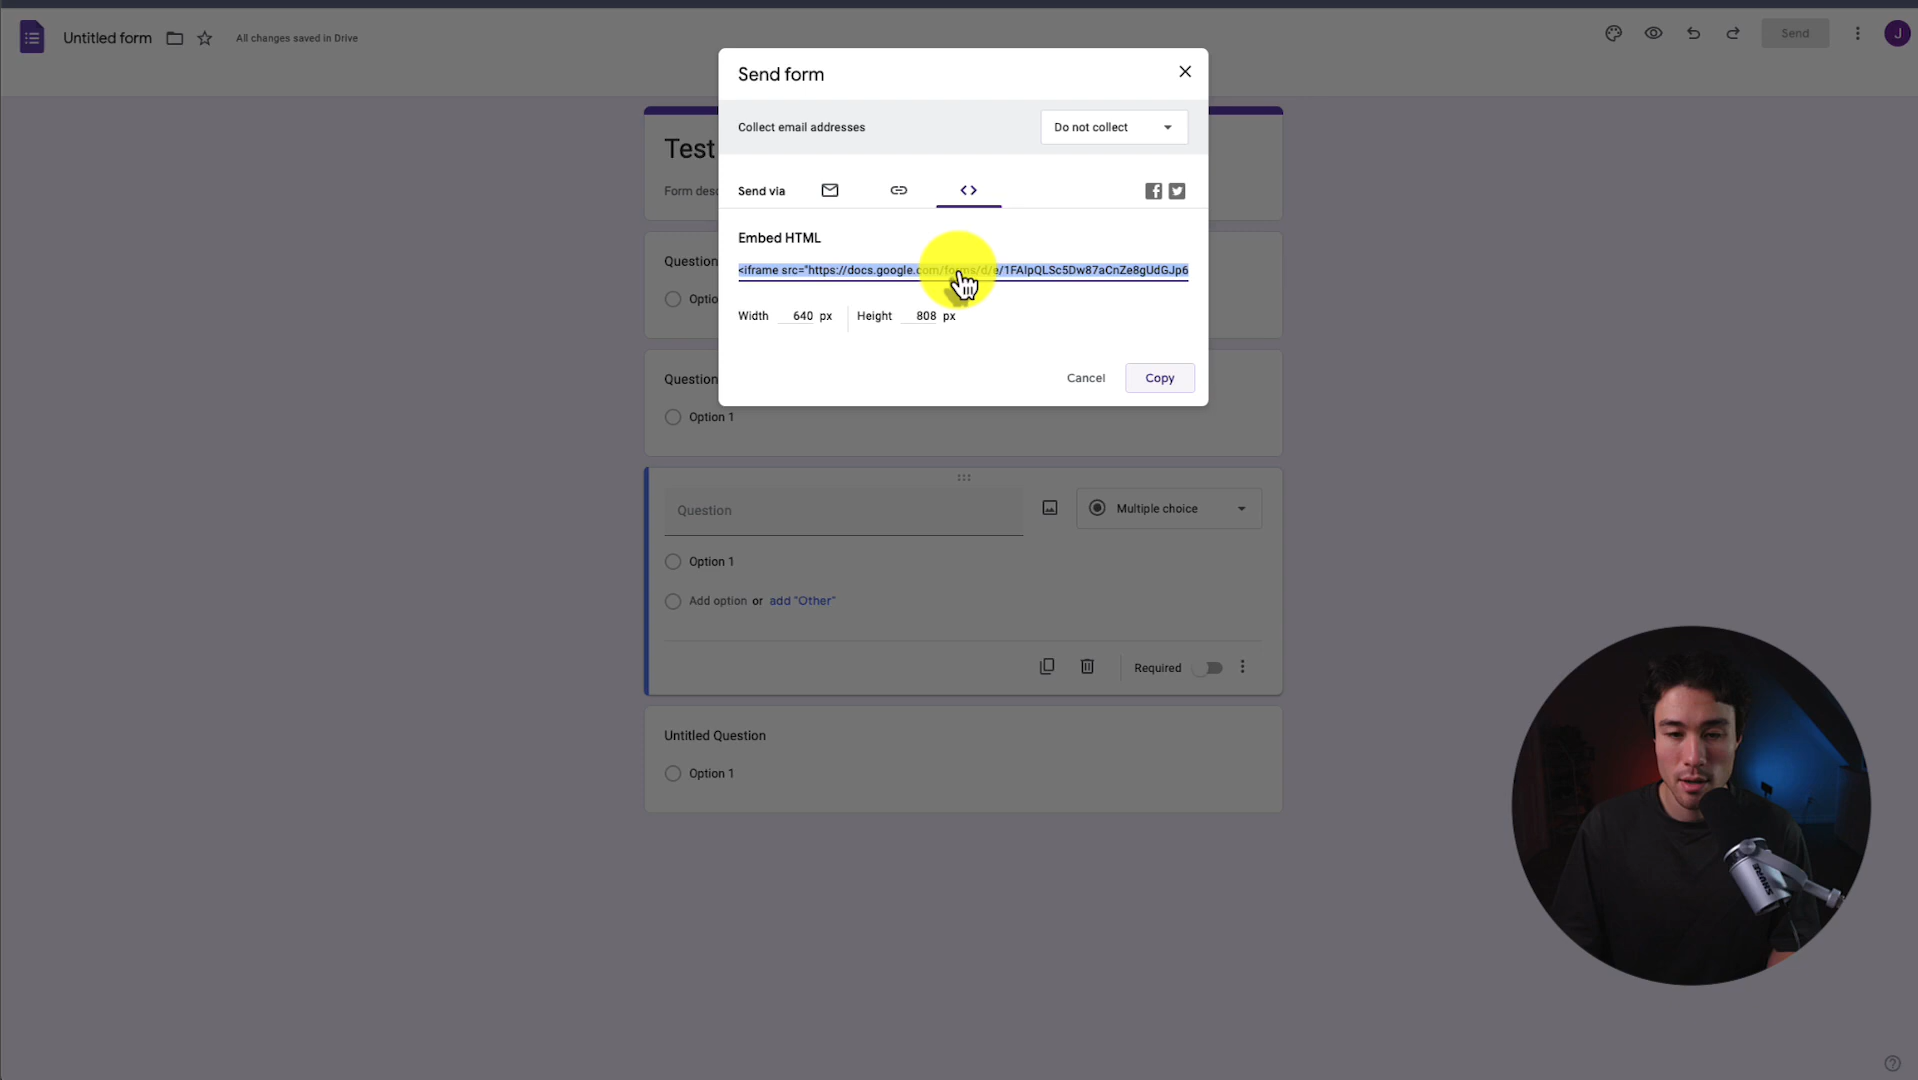 Untitled form
All changes saved in Drive
Send
J
Send form
Collect email addresses
Do not collect
Test
Form desc
Send via
Embed HTML
<iframe src="https://docs.google.com/forms/d/e/1FAIpQLSc5Dw87aCnZe8gUdGJp6
Width 640 px
Height 808 px
Cancel
Copy
Question
Optio
Question
Option 1
Question
Multiple choice
Option 1
Add option or add "Other"
Required
Untitled Question
Option 1
SHURE